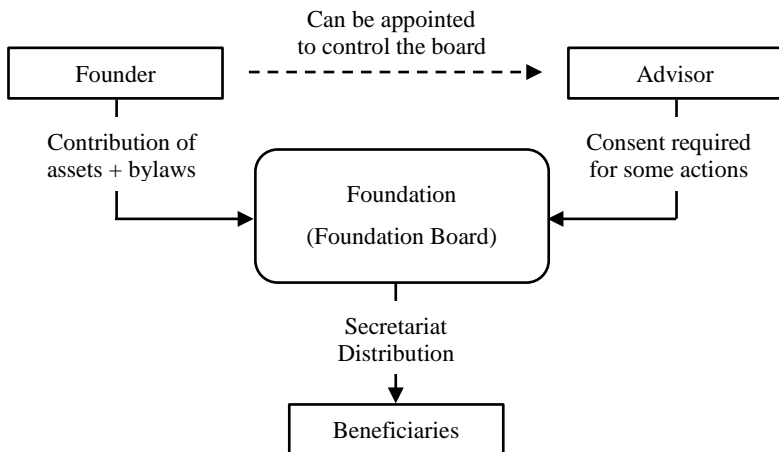 Can be appointed
to control the board
Founder
Advisor
Contribution of
assets + bylaws
Consent required
for some actions
Foundation
(Foundation Board)
Secretariat
Distribution
Beneficiaries